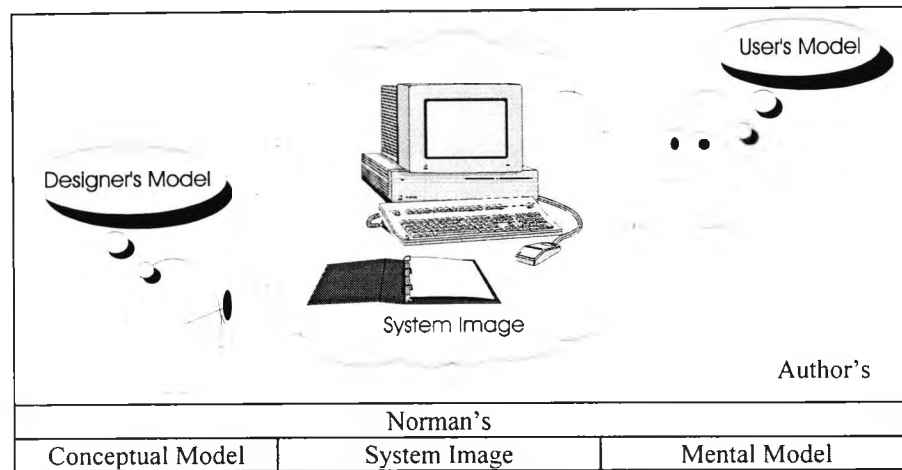 User's Model
Designer's Model
System Image
Author's
Norman's
Conceptual Model System Image Mental Model